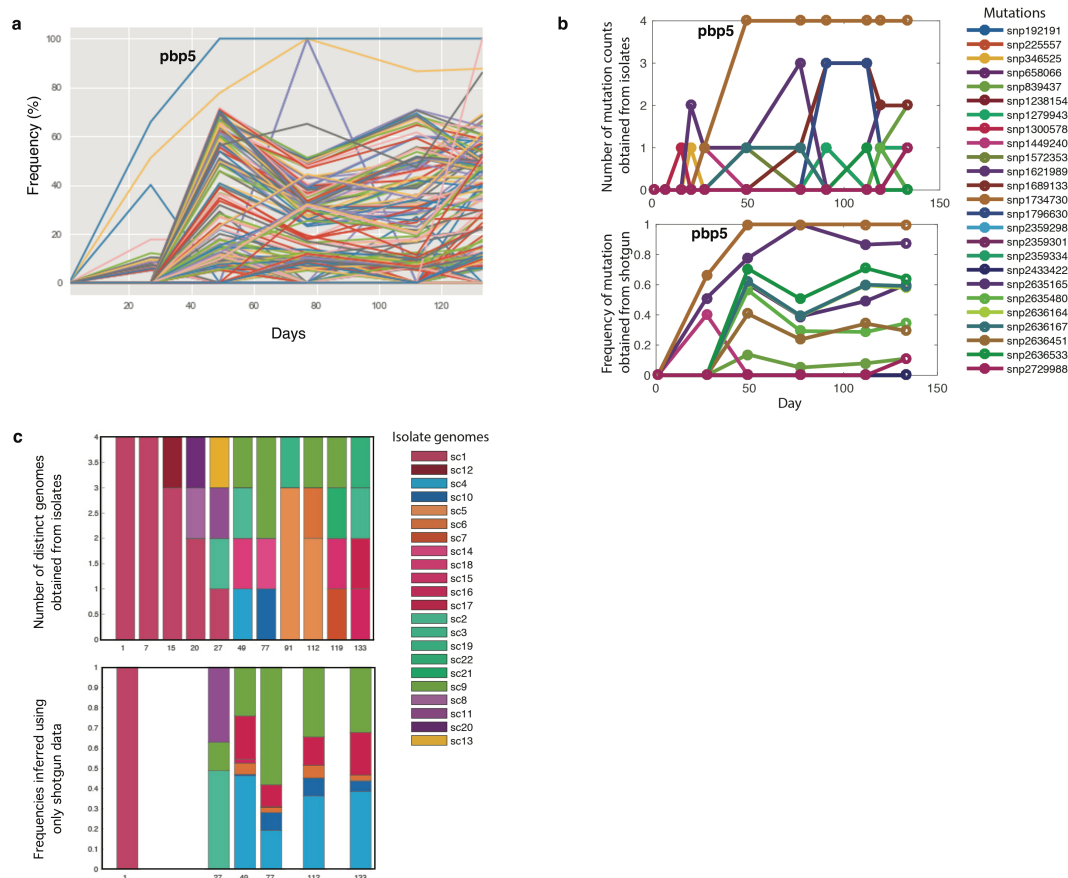 a
pbp5
Frequency (%)
100
80
60
40
20
0
20
40
60
80
100
120
Days
b
pbp5
Number of mutation counts
obtained from isolates
4
3
2
1
0
0
50
100
150
pbp5
Frequency of mutation
obtained from shotgun
1
0.8
0.6
0.4
0.2
0
0
50
100
150
Day
Mutations
snp192191
snp225557
snp346525
snp658066
snp839437
snp1238154
snp1279943
snp1300578
snp1449240
snp1572353
snp1621989
snp1689133
snp1734730
snp1796630
snp2359298
snp2359301
snp2359334
snp2433422
snp2635165
snp2635480
snp2636164
snp2636167
snp2636451
snp2636533
snp2729988
c
Number of distinct genomes
obtained from isolates
4
3.5
3
2.5
2
1.5
1
0.5
0
1
7
15
20
27
49
77
91
112
119
133
Frequencies inferred using
only shotgun data
1
0.9
0.8
0.7
0.6
0.5
0.4
0.3
0.2
0.1
0
1
27
49
77
112
133
Isolate genomes
sc1
sc12
sc4
sc10
sc5
sc6
sc7
sc14
sc18
sc15
sc16
sc17
sc2
sc3
sc19
sc22
sc21
sc9
sc8
sc11
sc20
sc13